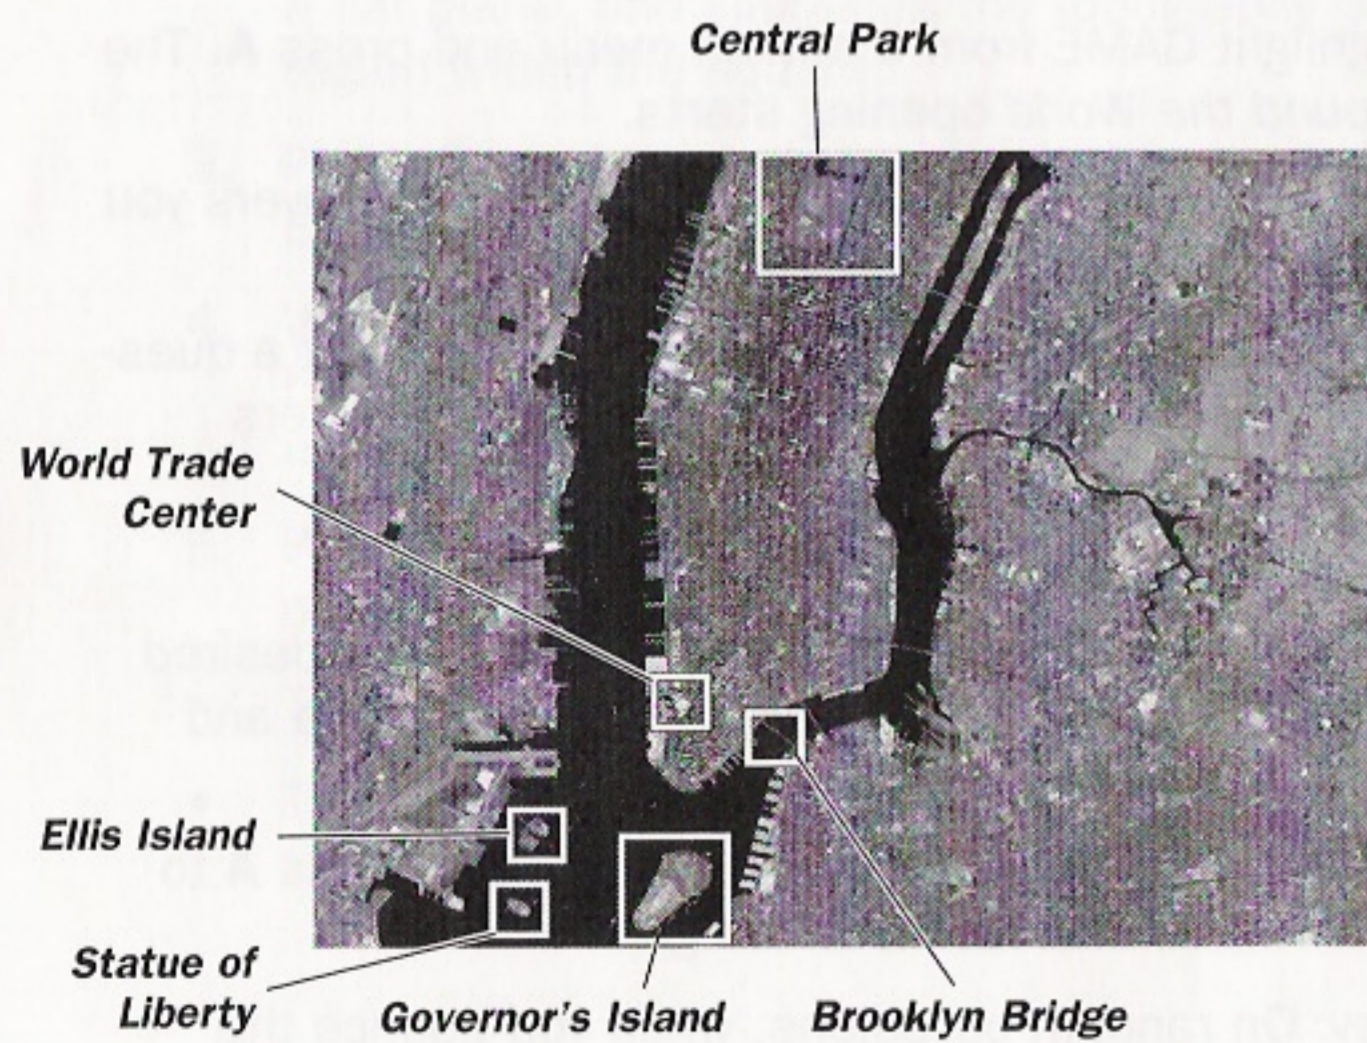 Central Park
World Trade
Center
Ellis Island
Statue of
Liberty
Governor's Island
Brooklyn Bridge